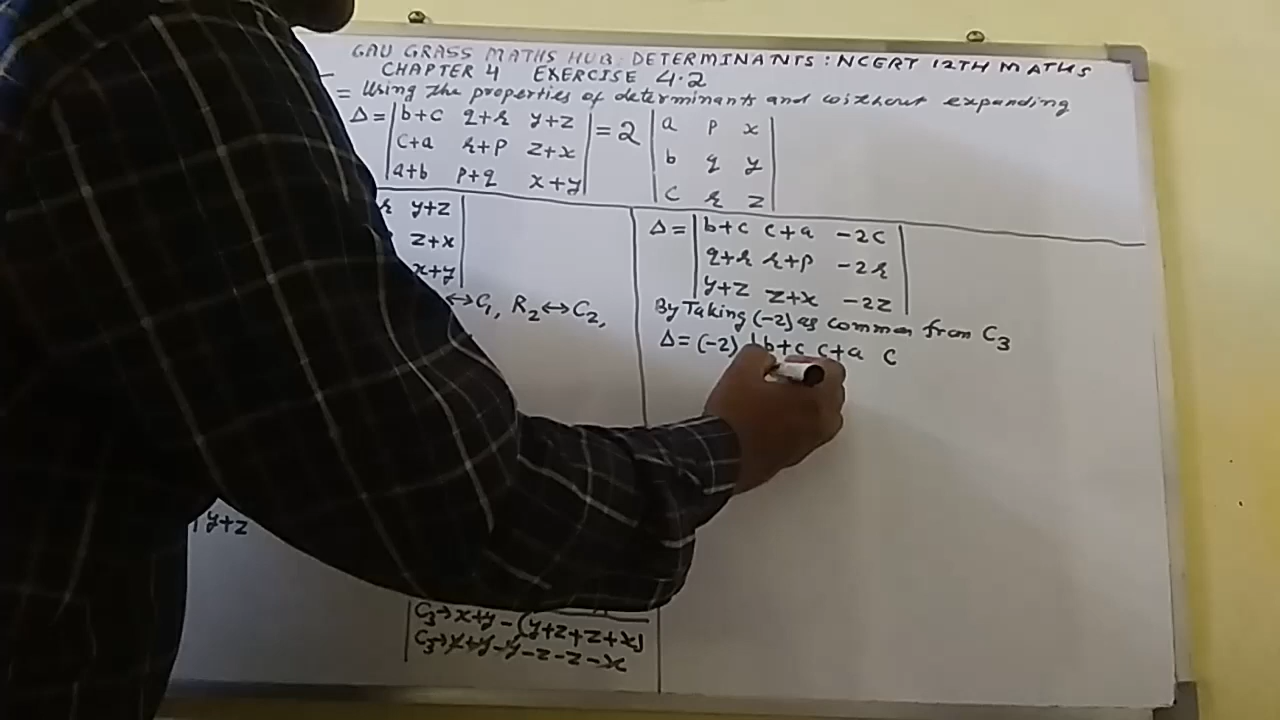 GAU GRASS MATHS HUB: DETERMINANTS: NCERT 12TH MATHS
CHAPTER 4 EXERCISE 4.2
= Using the properties of determinants and without expanding
Δ = | b+c q+r y+z | = 2 | a p x |
| c+a r+p z+x | | b q y |
| a+b p+q x+y | | c r z |
r y+z |
z+x |
x+y |
↔ C1, R2 ↔ C2,
y+z
C3→ x+y - (y+z+z+x)
C3→ x+y-y-z-z-x
Δ = | b+c c+a -2c |
| q+r r+p -2r |
| y+z z+x -2z |
By Taking (-2) as common from C3
Δ = (-2) | b+c c+a c